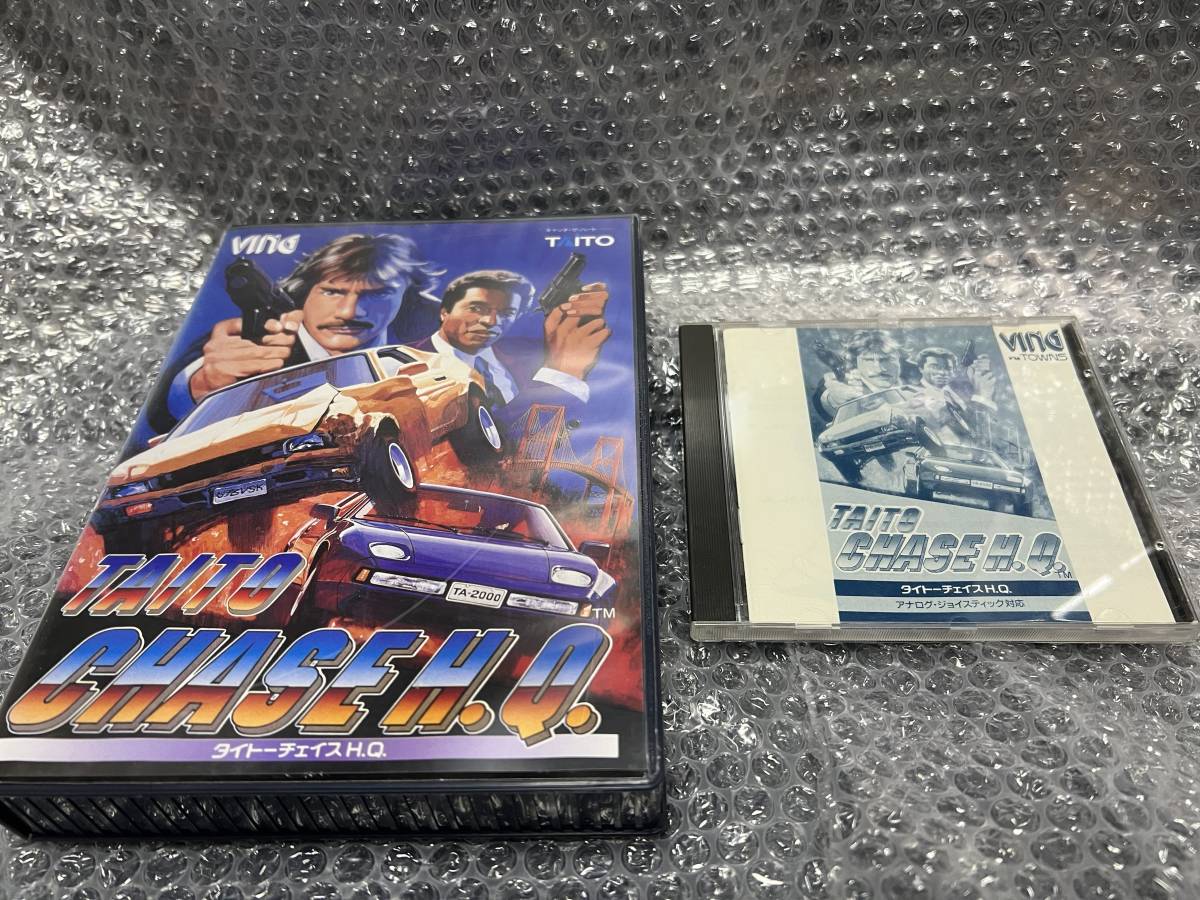 VING
TAITO
TA-2000
TAITO
CHASE H.Q.
TM
タイトーチェイスH.Q.
VING
FM TOWNS
TAITO
CHASE H.Q.
TM
タイトーチェイスH.Q.
アナログ・ジョイスティック対応